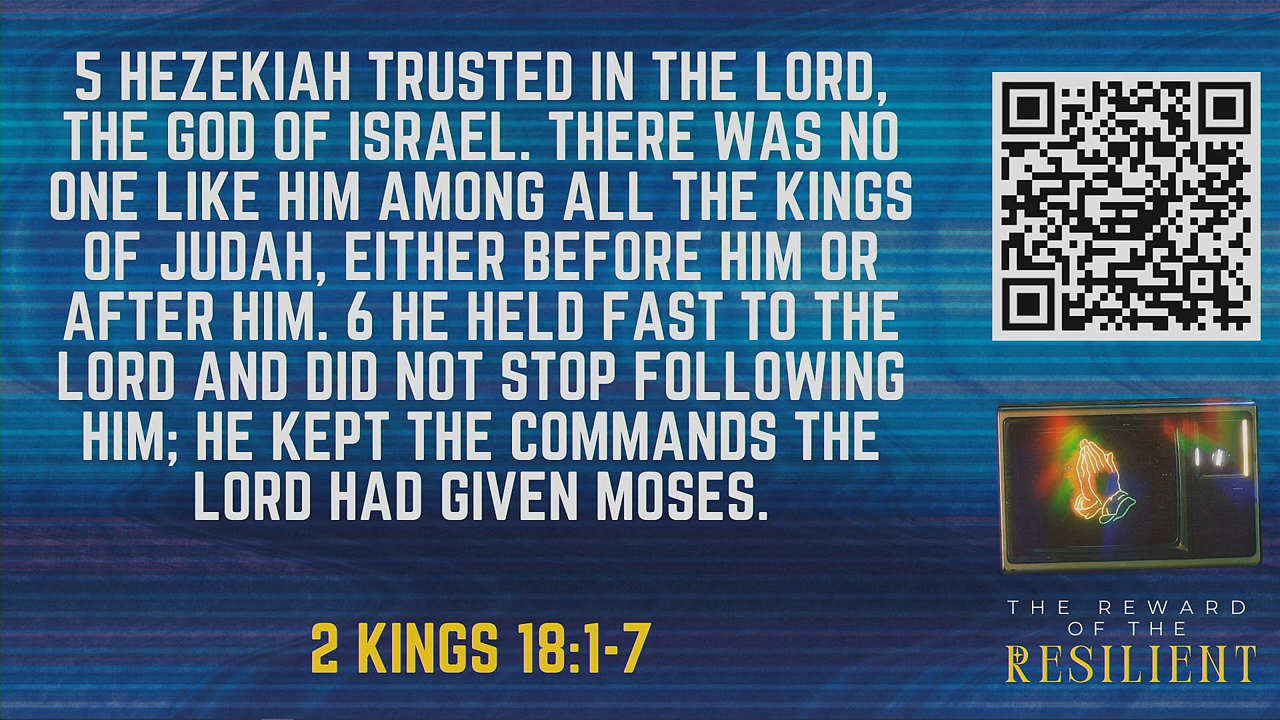 5 HEZEKIAH TRUSTED IN THE LORD,
THE GOD OF ISRAEL. THERE WAS NO
ONE LIKE HIM AMONG ALL THE KINGS
OF JUDAH, EITHER BEFORE HIM OR
AFTER HIM. 6 HE HELD FAST TO THE
LORD AND DID NOT STOP FOLLOWING
HIM; HE KEPT THE COMMANDS THE
LORD HAD GIVEN MOSES.
2 KINGS 18:1-7
THE REWARD
OF THE
RESILIENT